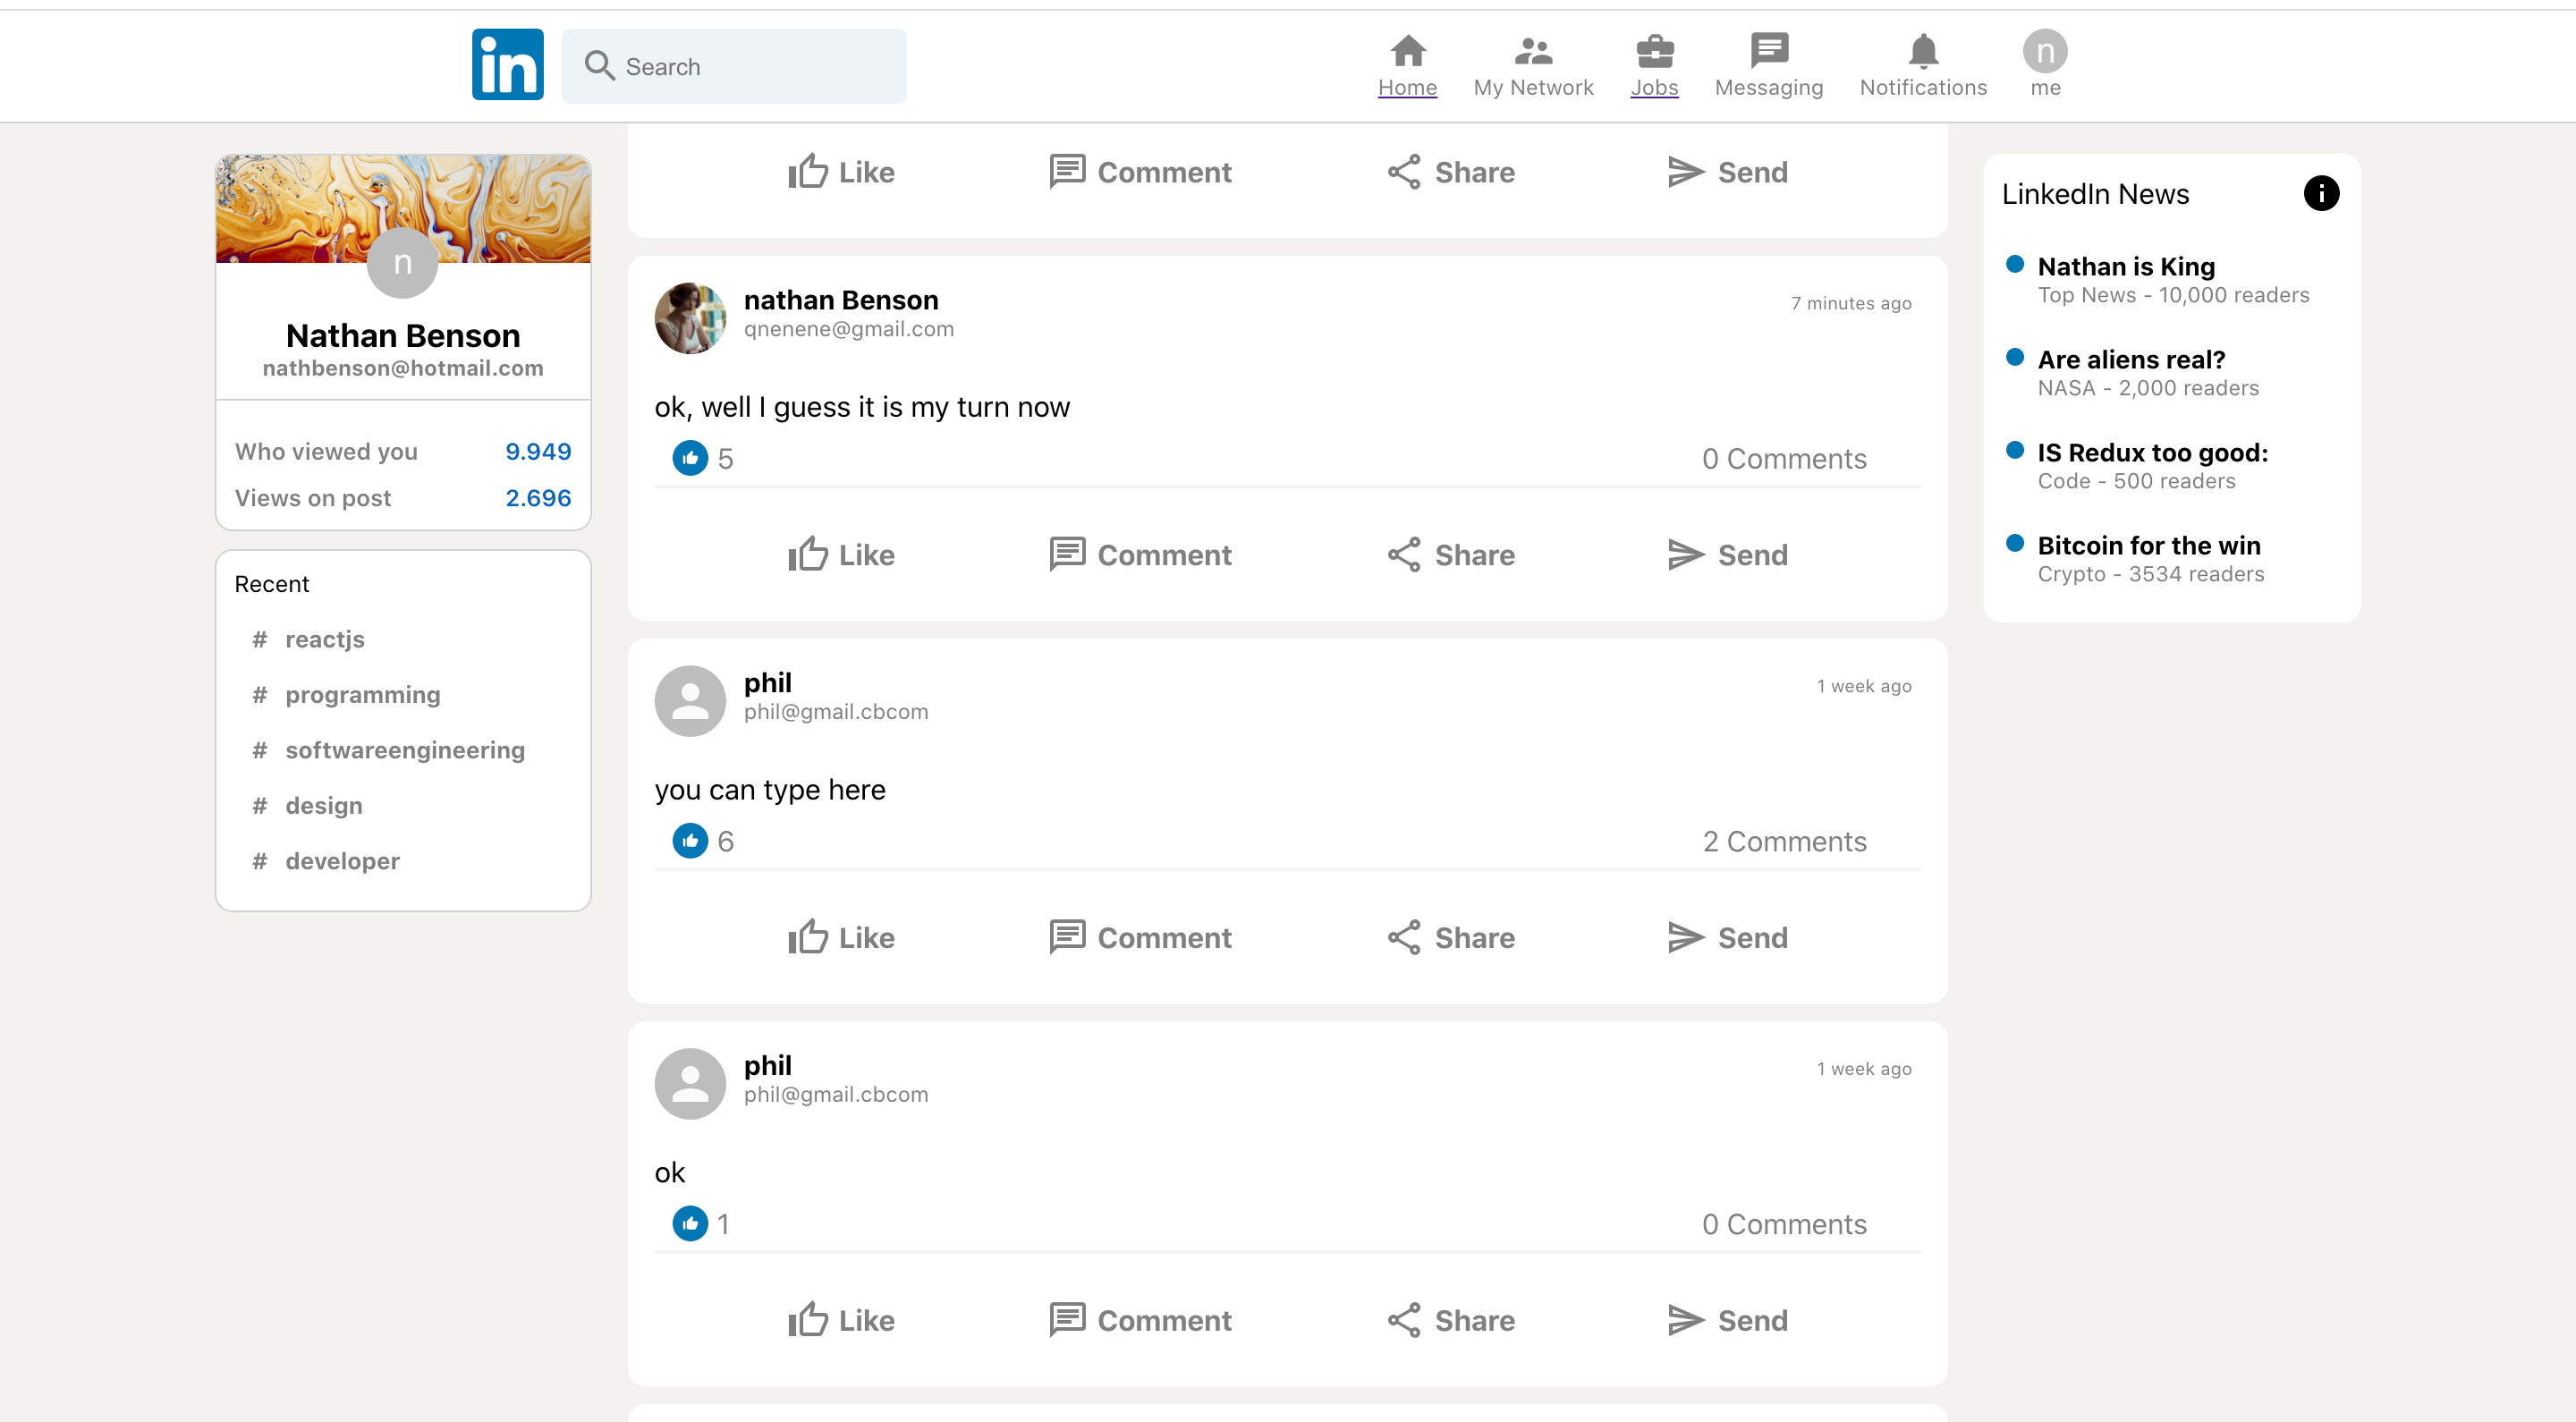 in
Search
Home
My Network
Jobs
Messaging
Notifications
n
me
n
Nathan Benson
nathbenson@hotmail.com
Who viewed you 9.949
Views on post 2.696
Recent
# reactjs
# programming
# softwareengineering
# design
# developer
Like Comment Share Send
nathan Benson
qnenene@gmail.com
7 minutes ago
ok, well I guess it is my turn now
5 0 Comments
Like Comment Share Send
phil
phil@gmail.cbcom
1 week ago
you can type here
6 2 Comments
Like Comment Share Send
phil
phil@gmail.cbcom
1 week ago
ok
1 0 Comments
Like Comment Share Send
LinkedIn News
Nathan is King
Top News - 10,000 readers
Are aliens real?
NASA - 2,000 readers
IS Redux too good:
Code - 500 readers
Bitcoin for the win
Crypto - 3534 readers